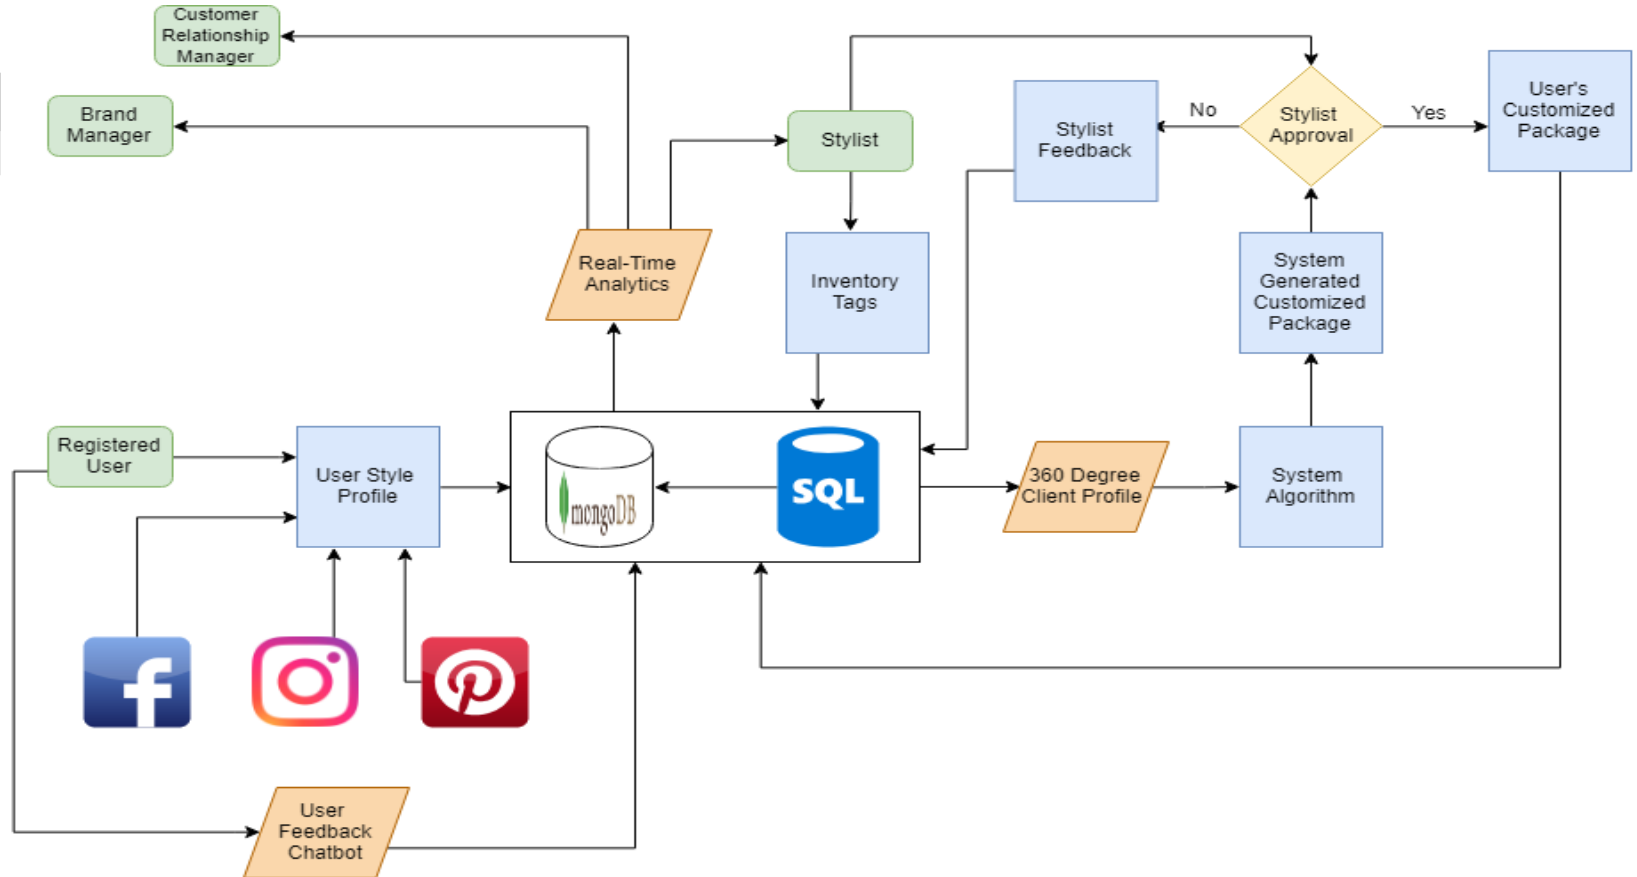 Customer
Relationship
Manager
Brand
Manager
Stylist
Stylist
Feedback
No
Stylist
Approval
Yes
User's
Customized
Package
Real-Time
Analytics
Inventory
Tags
System
Generated
Customized
Package
Registered
User
User Style
Profile
mongoDB
SQL
360 Degree
Client Profile
System
Algorithm
f
User
Feedback
Chatbot